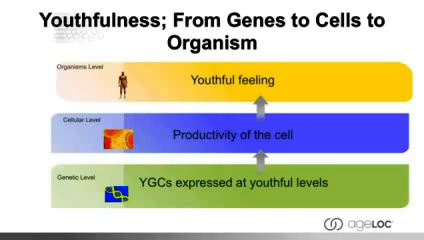 Youthfulness; From Genes to Cells to
Organism
Organisms Level
Youthful feeling
Cellular Level
Productivity of the cell
Genetic Level
YGCs expressed at youthful levels
ageLOC